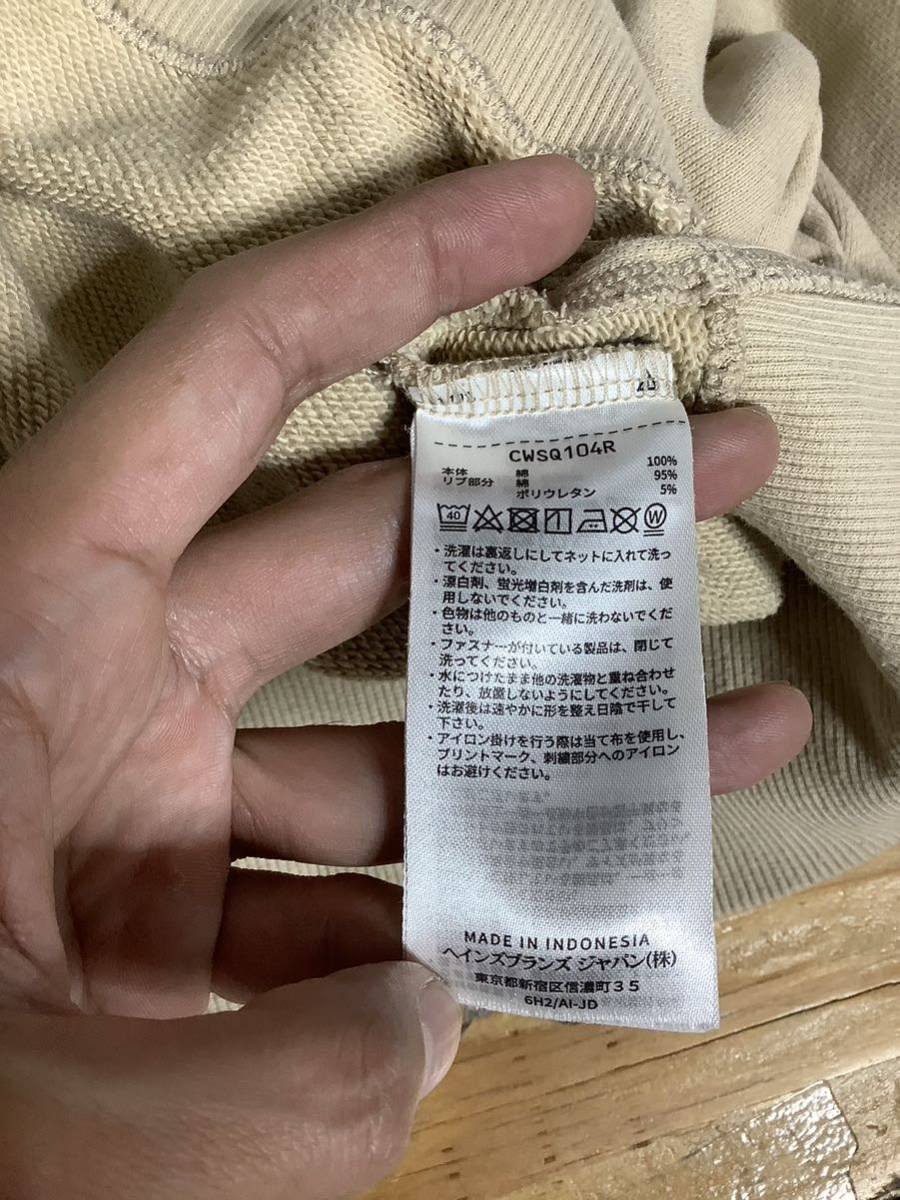 CWSQ104R
本体 綿 100%
リブ部分 綿 95%
ポリウレタン 5%
40
W
・洗濯は裏返しにしてネットに入れて洗っ
てください。
・漂白剤、蛍光増白剤を含んだ洗剤は、使
用しないでください。
・色物は他のものと一緒に洗わないでくだ
さい。
・ファスナーが付いている製品は、閉じて
洗ってください。
・水につけたまま他の洗濯物と重ね合わせ
たり、放置しないようにしてください。
・洗濯後は速やかに形を整え日陰で干して
下さい。
・アイロン掛けを行う際は当て布を使用し、
プリントマーク、刺繍部分へのアイロン
はお避けください。
MADE IN INDONESIA
ヘインズブランズ ジャパン(株)
東京都新宿区信濃町35
6H2/AI-JD